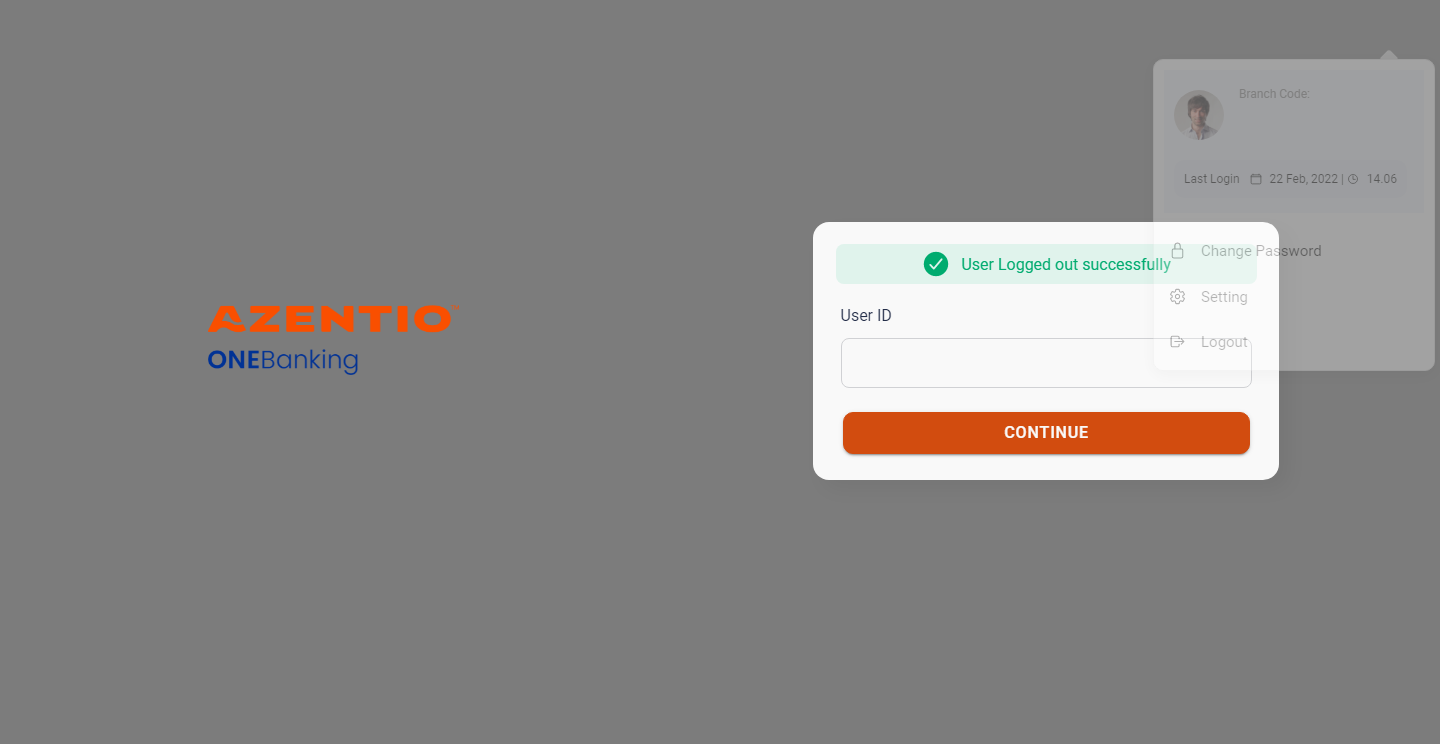 AZENTIO
ONEBanking
User Logged out successfully
User ID
CONTINUE
Branch Code:
Last Login 22 Feb, 2022 | 14.06
Change Password
Setting
Logout